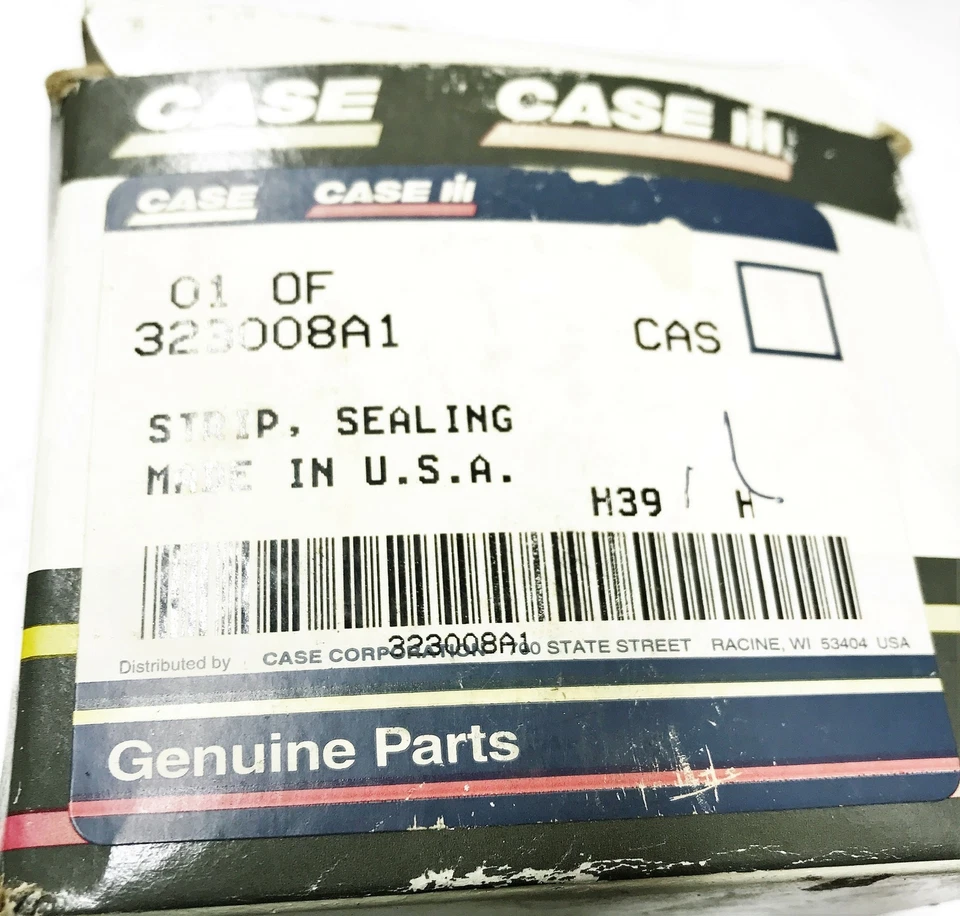 CASE CASE IH
CASE CASE IH
01 OF
323008A1 CAS
STRIP, SEALING
MADE IN U.S.A.
H39 H
323008A1
Distributed by CASE CORPORATION 700 STATE STREET RACINE, WI 53404 USA
Genuine Parts